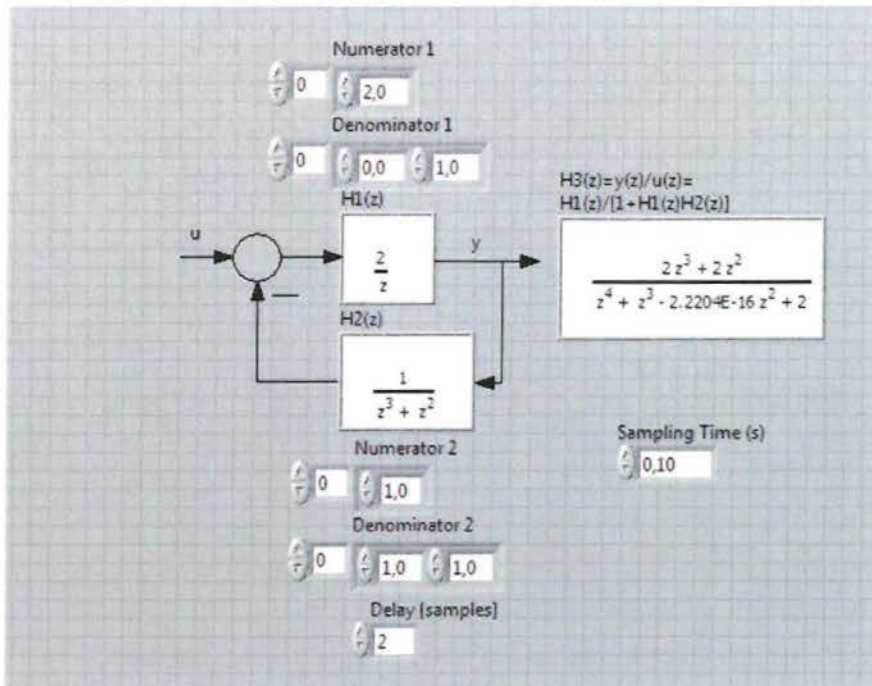 Numerator 1
0 2,0
Denominator 1
0 0,0 1,0
H1(z)
u
2
z
y
H3(z)=y(z)/u(z)=
H1(z)/[1+H1(z)H2(z)]
2 z³ + 2 z²
z⁴ + z³ - 2.2204E-16 z² + 2
H2(z)
1
z³ + z²
Sampling Time (s)
0,10
Numerator 2
0 1,0
Denominator 2
0 1,0 1,0
Delay [samples]
2